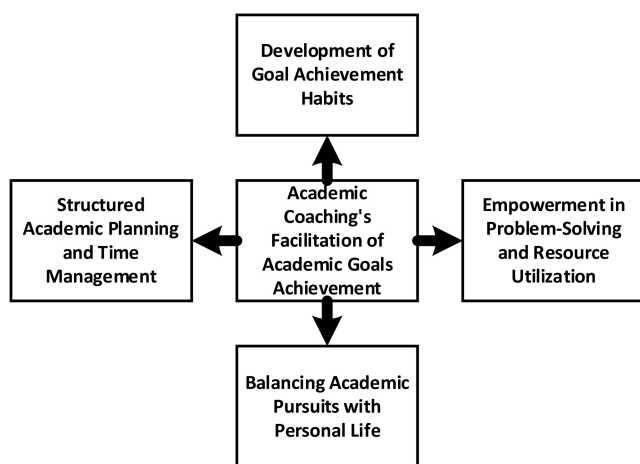 Development of
Goal Achievement
Habits
Structured
Academic Planning
and Time
Management
Academic
Coaching's
Facilitation of
Academic Goals
Achievement
Empowerment in
Problem-Solving
and Resource
Utilization
Balancing Academic
Pursuits with
Personal Life